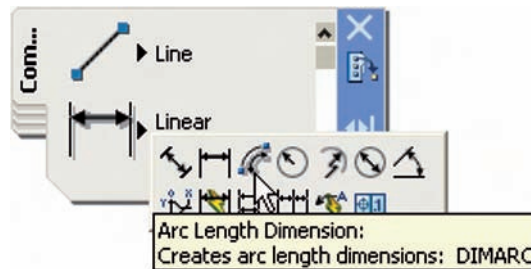 Com...
Line
Linear
Arc Length Dimension:
Creates arc length dimensions: DIMARC